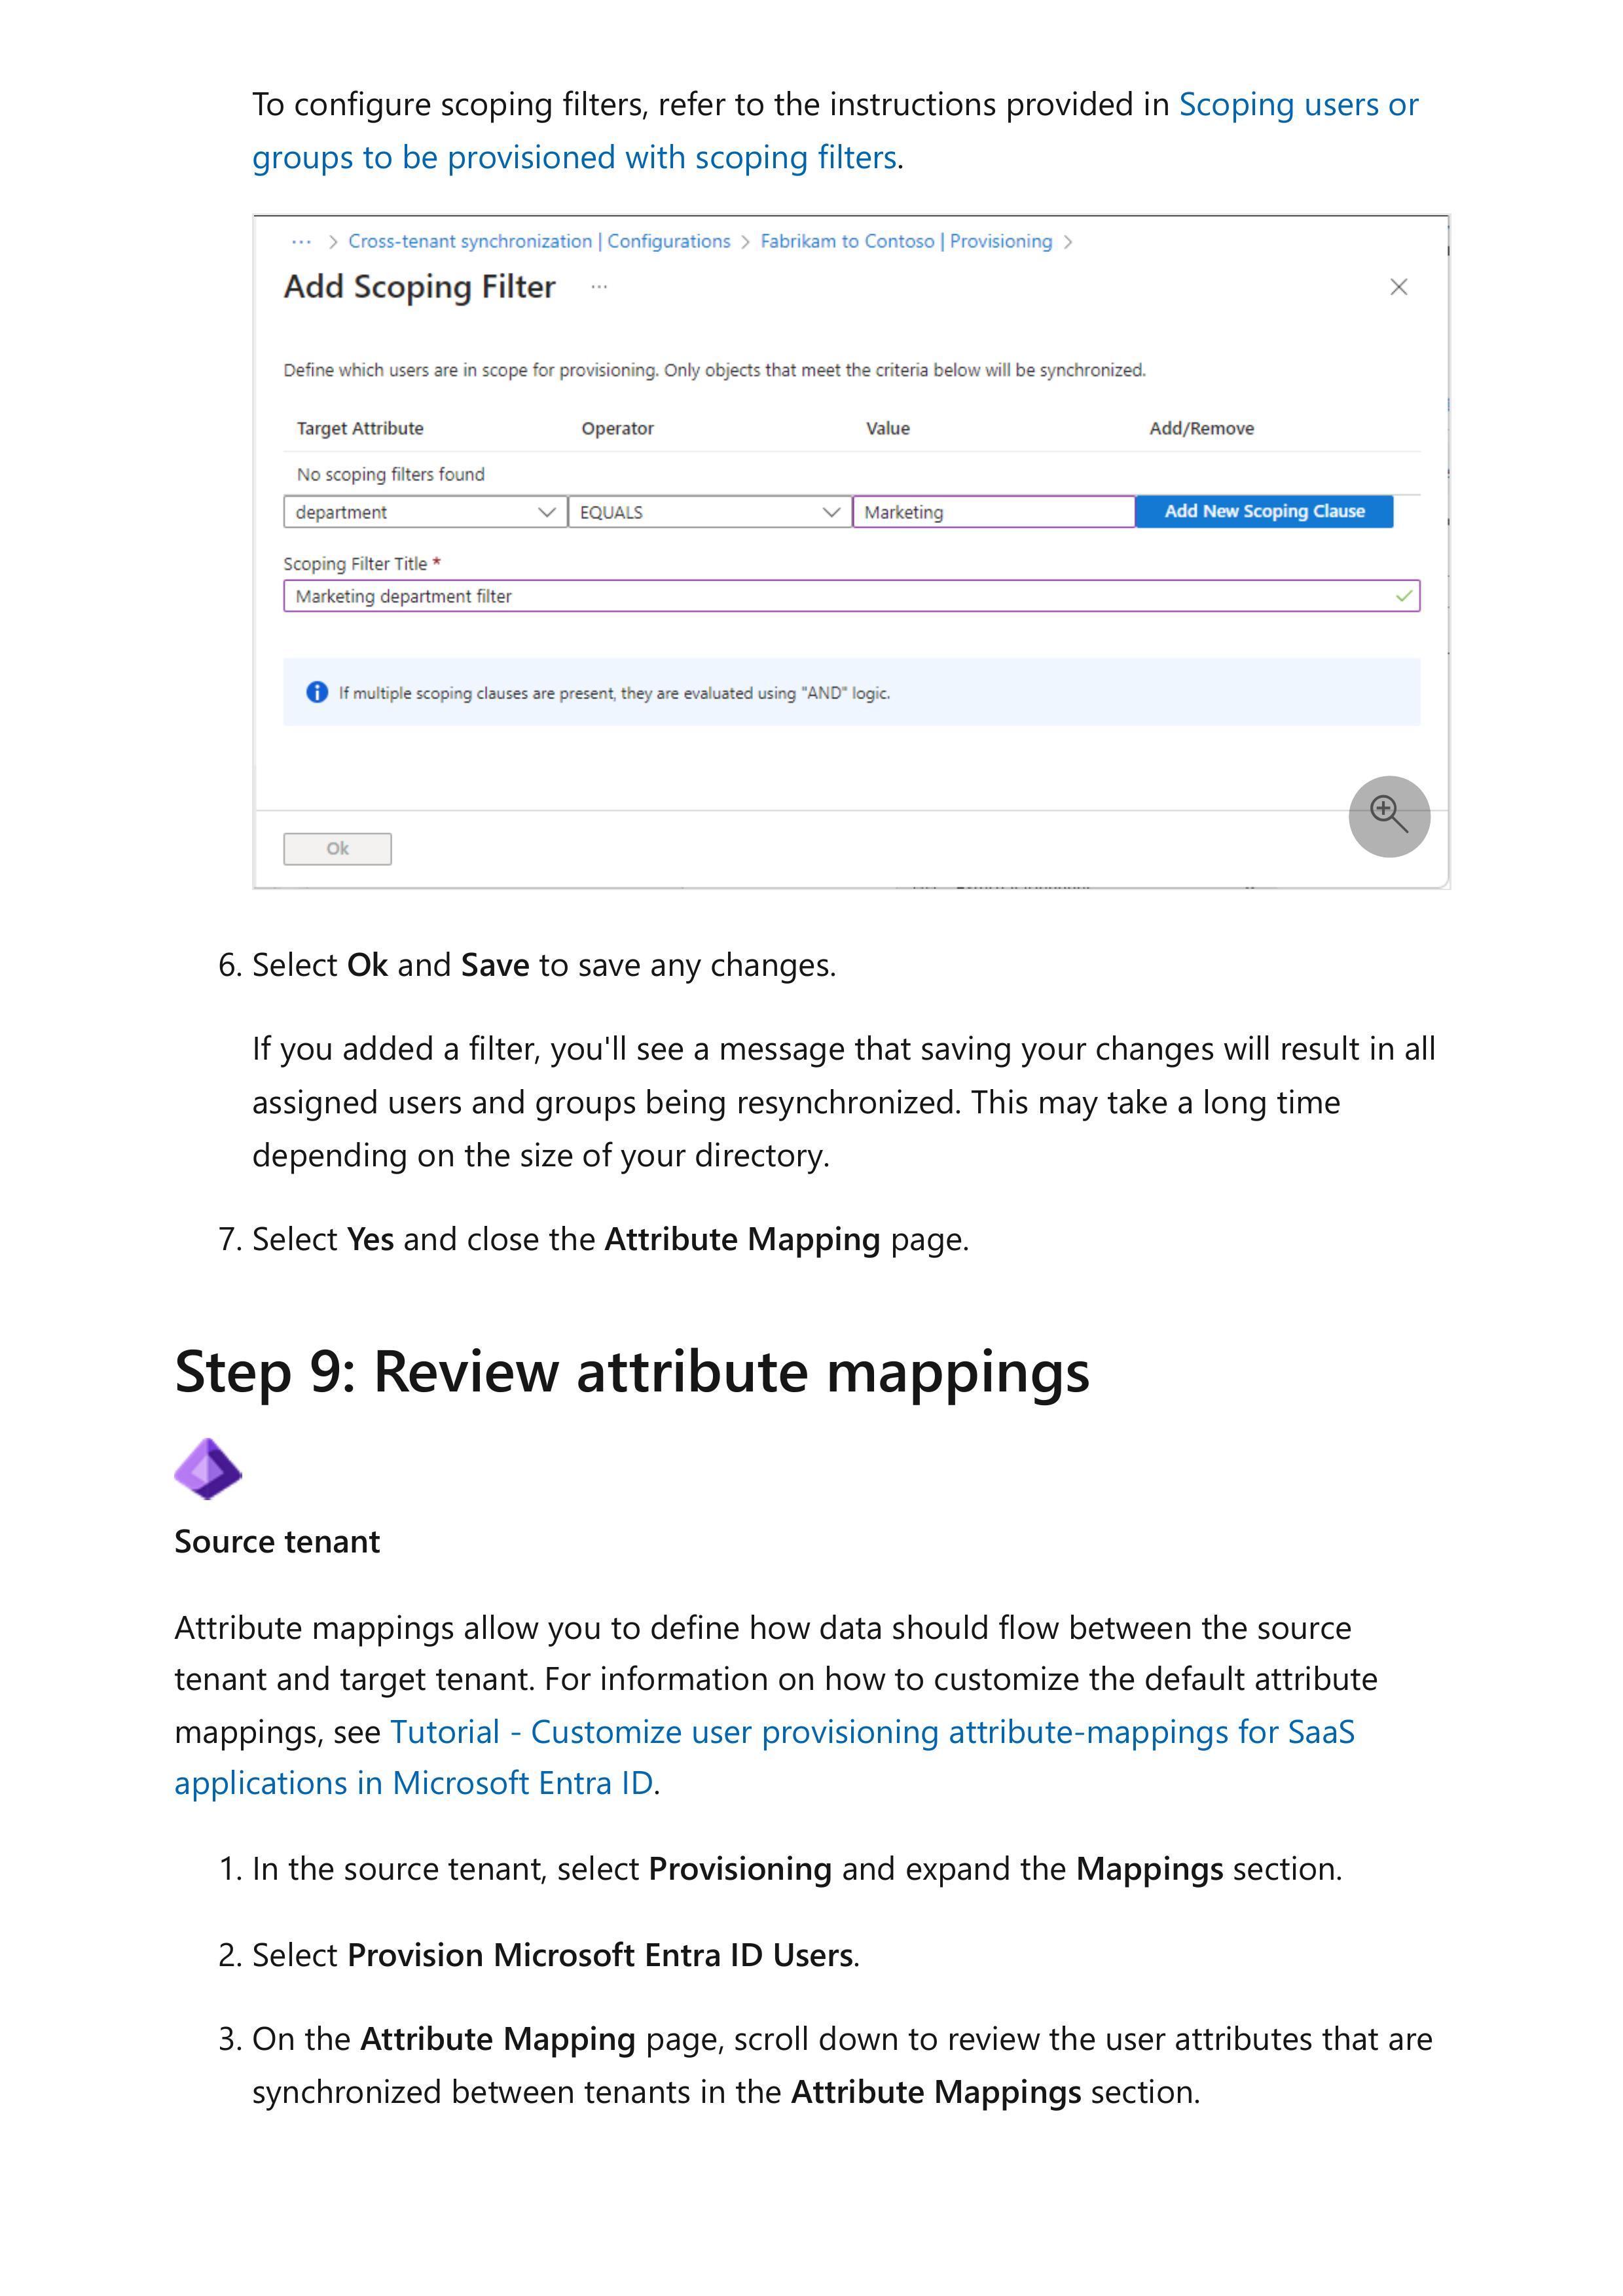 To configure scoping filters, refer to the instructions provided in Scoping users or
groups to be provisioned with scoping filters.
··· > Cross-tenant synchronization | Configurations > Fabrikam to Contoso | Provisioning >
Add Scoping Filter ···
Define which users are in scope for provisioning. Only objects that meet the criteria below will be synchronized.
Target Attribute Operator Value Add/Remove
No scoping filters found
department EQUALS Marketing Add New Scoping Clause
Scoping Filter Title *
Marketing department filter
If multiple scoping clauses are present, they are evaluated using "AND" logic.
Ok
6. Select Ok and Save to save any changes.
If you added a filter, you'll see a message that saving your changes will result in all
assigned users and groups being resynchronized. This may take a long time
depending on the size of your directory.
7. Select Yes and close the Attribute Mapping page.
Step 9: Review attribute mappings
Source tenant
Attribute mappings allow you to define how data should flow between the source
tenant and target tenant. For information on how to customize the default attribute
mappings, see Tutorial - Customize user provisioning attribute-mappings for SaaS
applications in Microsoft Entra ID.
1. In the source tenant, select Provisioning and expand the Mappings section.
2. Select Provision Microsoft Entra ID Users.
3. On the Attribute Mapping page, scroll down to review the user attributes that are
synchronized between tenants in the Attribute Mappings section.